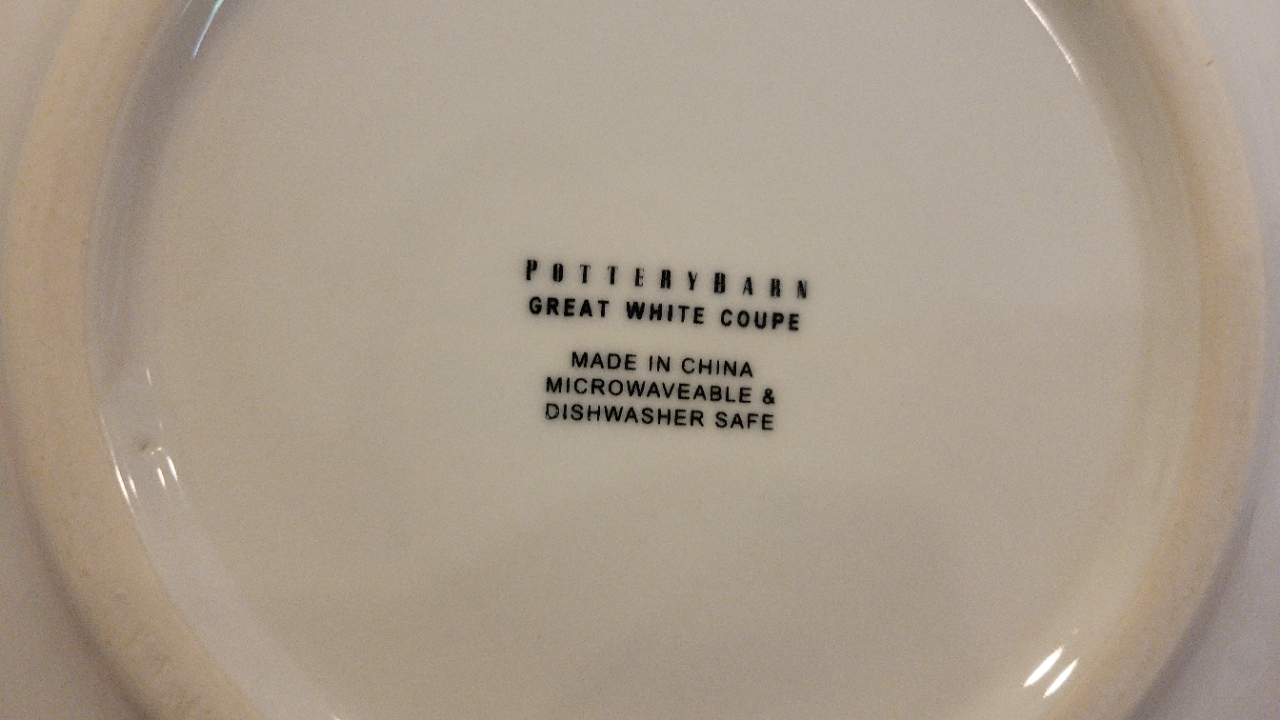 POTTERYBARN
GREAT WHITE COUPE
MADE IN CHINA
MICROWAVEABLE &
DISHWASHER SAFE